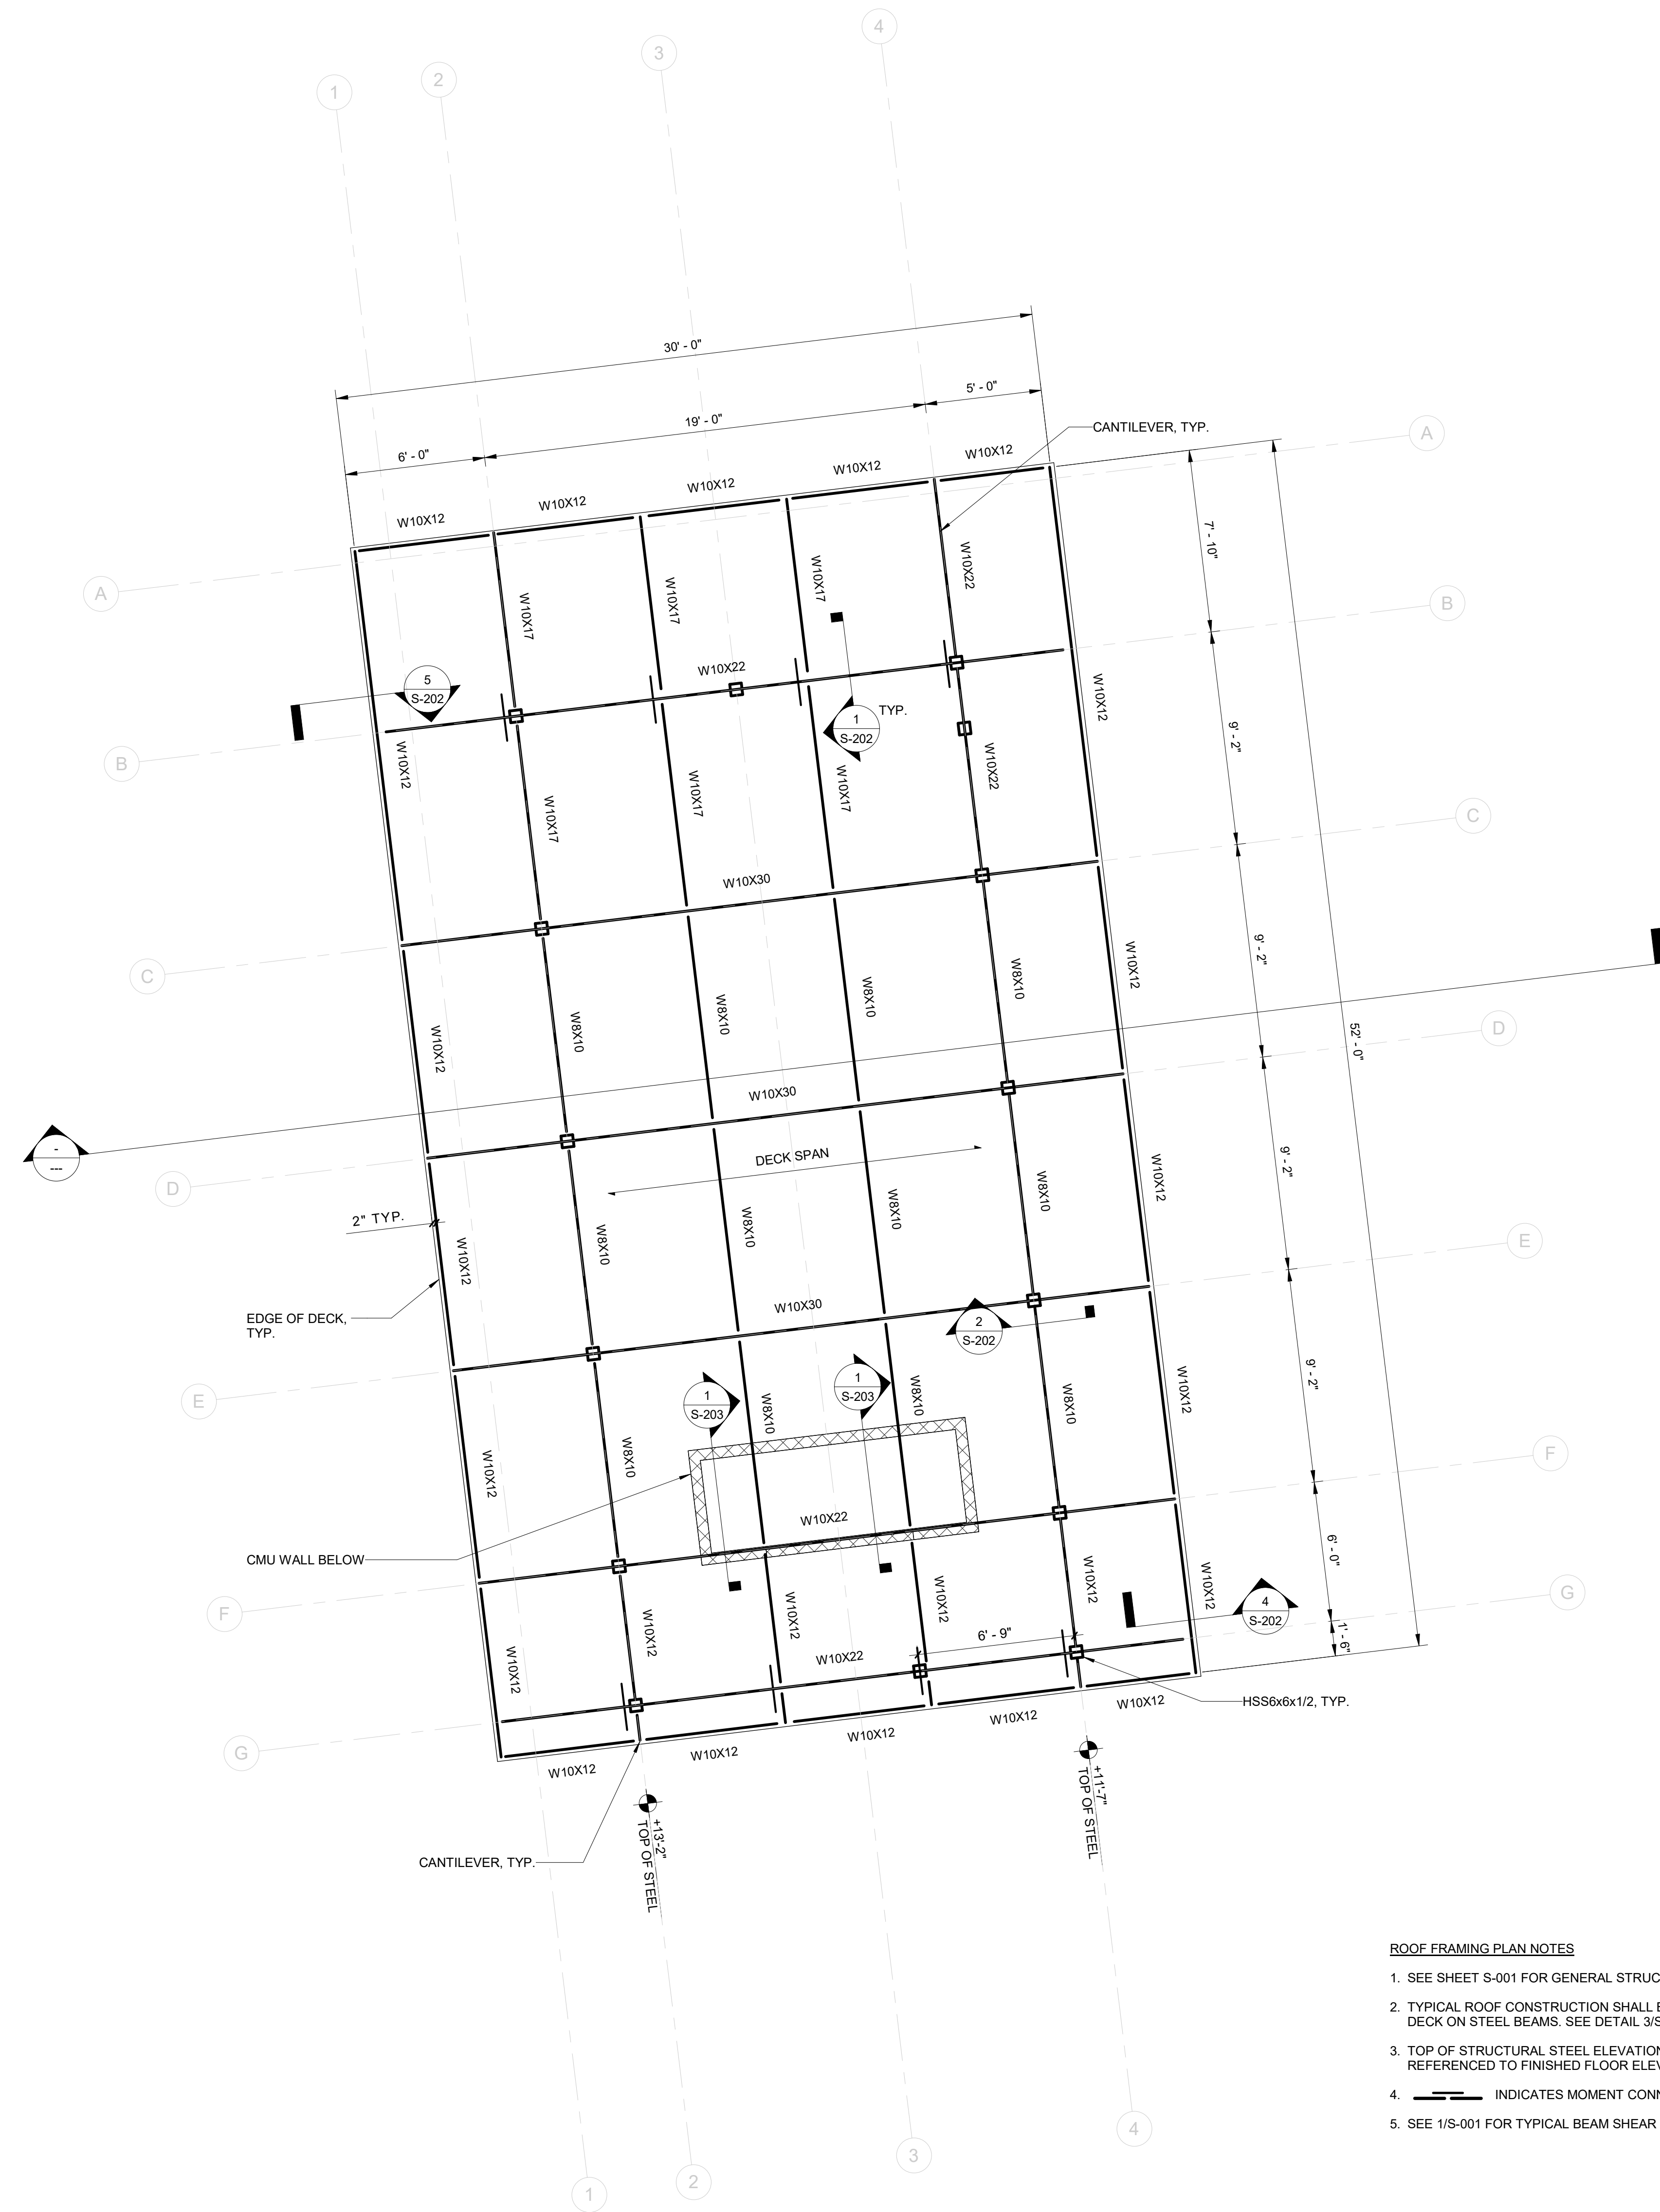 4
3
2
1
30' - 0"
5' - 0"
19' - 0"
6' - 0"
CANTILEVER, TYP.
A
W10X12
W10X12
W10X12
W10X12
W10X12
7' - 10"
A
W10X17
W10X17
W10X17
W10X22
B
W10X22
5
S-202
1
S-202
TYP.
W10X12
9' - 2"
B
W10X12
W10X17
W10X17
W10X17
W10X22
C
W10X30
C
W10X12
W8X10
W8X10
W8X10
W8X10
W10X12
9' - 2"
52' - 0"
D
W10X30
-
---
D
DECK SPAN
2" TYP.
W10X12
W8X10
W8X10
W8X10
W8X10
W10X12
9' - 2"
E
EDGE OF DECK,
TYP.
W10X30
2
S-202
E
1
S-203
1
S-203
W10X12
W8X10
W8X10
W8X10
W8X10
W10X12
9' - 2"
F
W10X22
CMU WALL BELOW
F
W10X12
W10X12
W10X12
W10X12
W10X12
W10X12
6' - 0"
4
S-202
G
6' - 9"
1' - 6"
W10X22
G
HSS6x6x1/2, TYP.
W10X12
W10X12
W10X12
W10X12
W10X12
+13'-2"
TOP OF STEEL
+11'-7"
TOP OF STEEL
CANTILEVER, TYP.
ROOF FRAMING PLAN NOTES
1. SEE SHEET S-001 FOR GENERAL STRUC
2. TYPICAL ROOF CONSTRUCTION SHALL
DECK ON STEEL BEAMS. SEE DETAIL 3/S
3. TOP OF STRUCTURAL STEEL ELEVATION
REFERENCED TO FINISHED FLOOR ELEV
4. INDICATES MOMENT CONN
5. SEE 1/S-001 FOR TYPICAL BEAM SHEAR
4
3
2
1